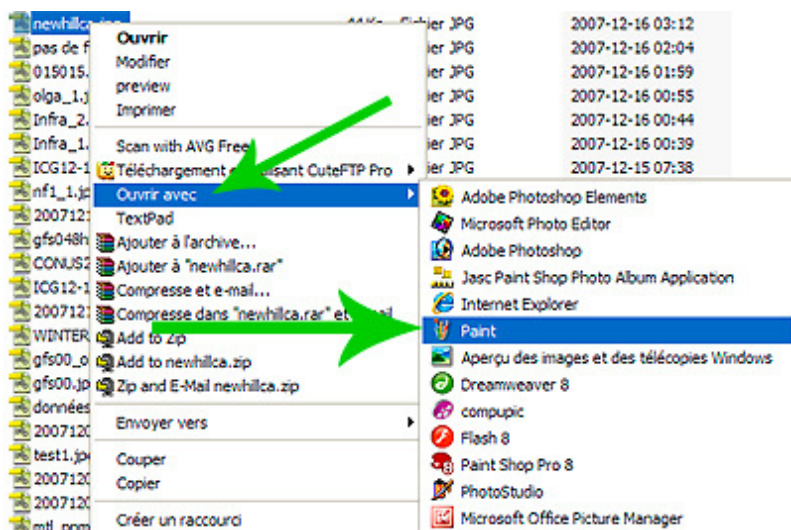 newhillca.jpg 44 Ko Fichier JPG 2007-12-16 03:12
pas de f ier JPG 2007-12-16 02:04
015015. ier JPG 2007-12-16 01:59
olga_1.j ier JPG 2007-12-16 00:55
Infra_2. ier JPG 2007-12-16 00:44
Infra_1. ier JPG 2007-12-16 00:39
ICG12-1 ier JPG 2007-12-15 07:38
nf1_1.jp
2007121
gfs048h
CONUS2
ICG12-1
2007121
WINTER
gfs00_o
gfs00.jp
données
2007120
test1.jpe
2007120
2007120
Ouvrir
Modifier
preview
Imprimer
Scan with AVG Free
Téléchargement utilisant CuteFTP Pro
Ouvrir avec
TextPad
Ajouter à l'archive...
Ajouter à "newhillca.rar"
Compresse et e-mail...
Compresse dans "newhillca.rar" et
Add to Zip
Add to newhillca.zip
Zip and E-Mail newhillca.zip
Envoyer vers
Couper
Copier
Créer un raccourci
Adobe Photoshop Elements
Microsoft Photo Editor
Adobe Photoshop
Jasc Paint Shop Photo Album Application
Internet Explorer
Paint
Aperçu des images et des télécopies Windows
Dreamweaver 8
compupic
Flash 8
Paint Shop Pro 8
PhotoStudio
Microsoft Office Picture Manager